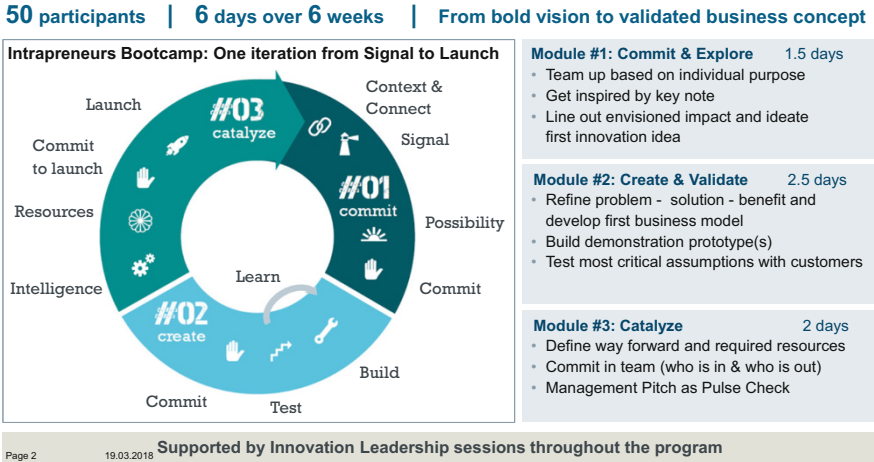 50 participants | 6 days over 6 weeks | From bold vision to validated business concept
Intrapreneurs Bootcamp: One iteration from Signal to Launch
#03
catalyze
Context &
Connect
Signal
#01
commit
Possibility
Commit
Build
Test
Commit
#02
create
Learn
Intelligence
Resources
Commit
to launch
Launch
Module #1: Commit & Explore 1.5 days
• Team up based on individual purpose
• Get inspired by key note
• Line out envisioned impact and ideate
first innovation idea
Module #2: Create & Validate 2.5 days
• Refine problem - solution - benefit and
develop first business model
• Build demonstration prototype(s)
• Test most critical assumptions with customers
Module #3: Catalyze 2 days
• Define way forward and required resources
• Commit in team (who is in & who is out)
• Management Pitch as Pulse Check
Supported by Innovation Leadership sessions throughout the program
Page 2 19.03.2018